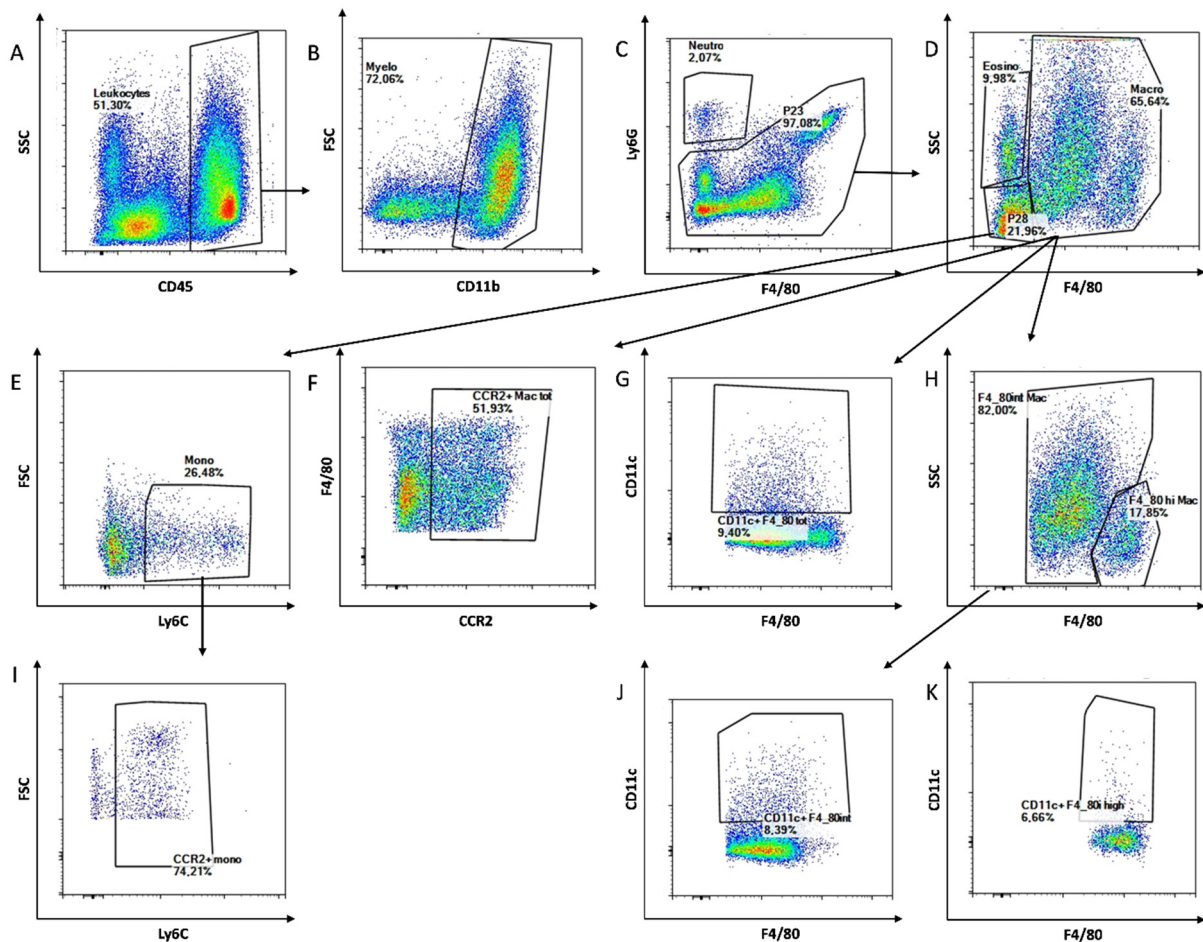 A
SSC
Leukocytes
51,30%
CD45
B
FSC
Myelo
72,06%
CD11b
C
Ly6G
Neutro
2,07%
P23
97,08%
F4/80
D
SSC
Eosino
9,98%
Macro
65,64%
P28
21,96%
F4/80
E
FSC
Mono
26,48%
Ly6C
F
F4/80
CCR2+ Mac tot
51,93%
CCR2
G
CD11c
CD11c+ F4_80 tot
9,40%
F4/80
H
SSC
F4_80int Mac
82,00%
F4_80 hi Mac
17,85%
F4/80
I
FSC
CCR2+ mono
74,21%
Ly6C
J
CD11c
CD11c+ F4_80int
8,39%
F4/80
K
CD11c
CD11c+ F4_80i high
6,66%
F4/80